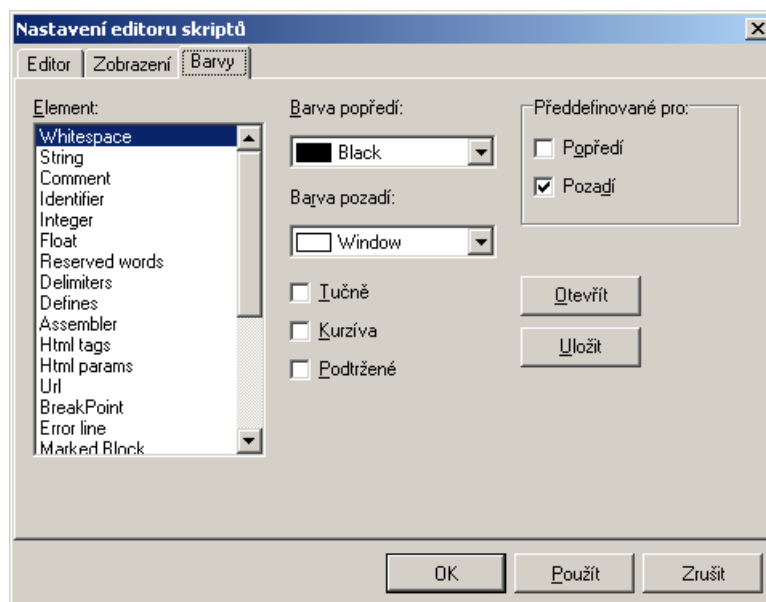 Nastavení editoru skriptů
Editor Zobrazení Barvy
Element:
Whitespace
String
Comment
Identifier
Integer
Float
Reserved words
Delimiters
Defines
Assembler
Html tags
Html params
Url
BreakPoint
Error line
Marked Block
Barva popředí:
Black
Barva pozadí:
Window
Tučně
Kurzíva
Podtržené
Předdefinované pro:
Popředí
Pozadí
Otevřít
Uložit
OK Použít Zrušit